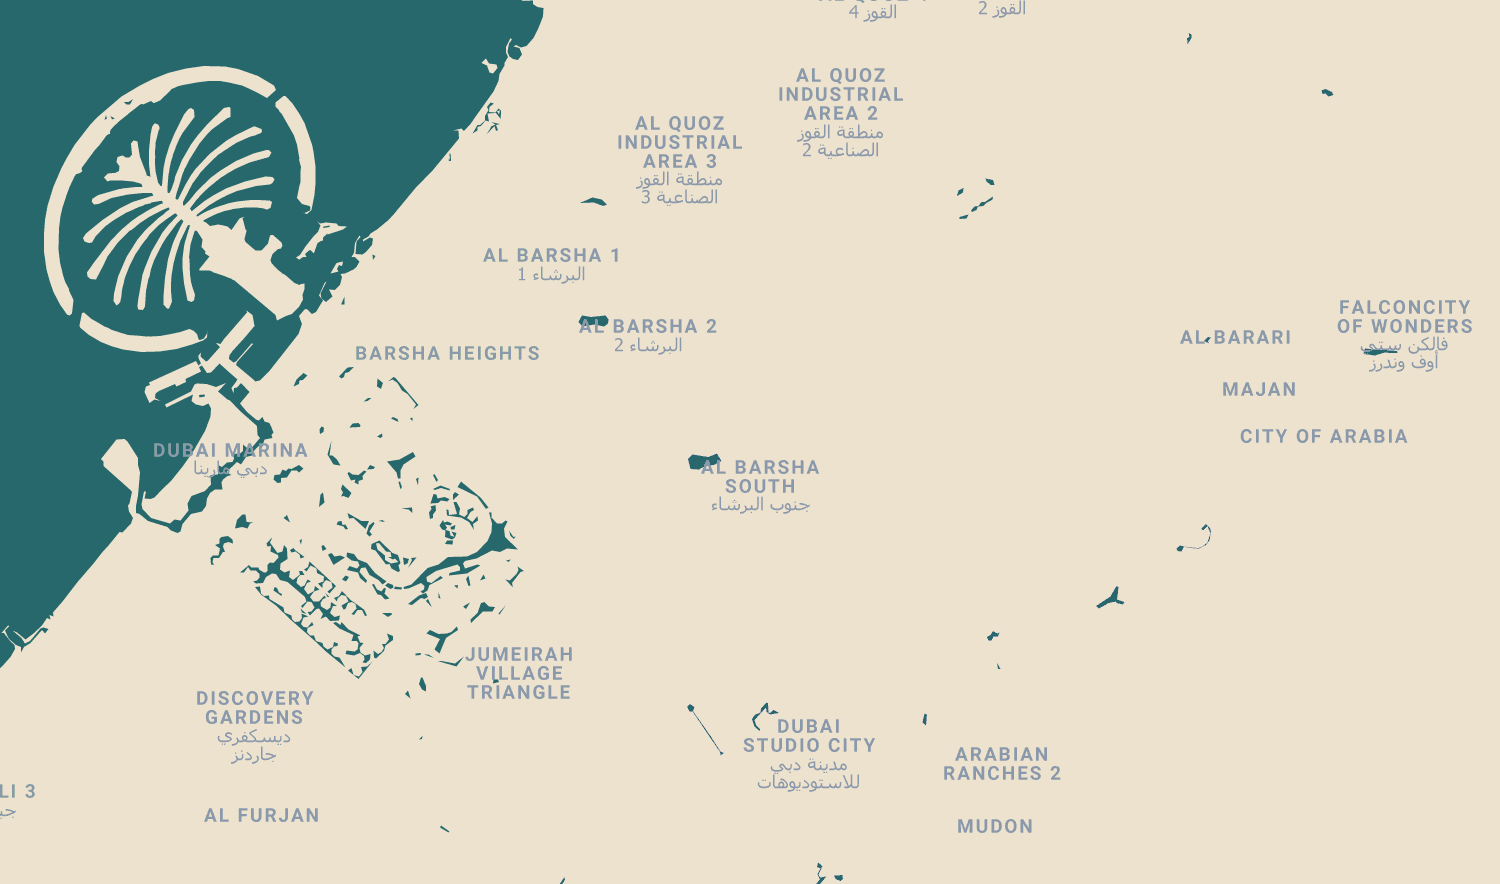 القوز 4
القوز 2
AL QUOZ
INDUSTRIAL
AREA 2
منطقة القوز
الصناعية 2
AL QUOZ
INDUSTRIAL
AREA 3
منطقة القوز
الصناعية 3
AL BARSHA 1
البرشاء 1
AL BARSHA 2
البرشاء 2
BARSHA HEIGHTS
FALCONCITY
OF WONDERS
فالكن ستي
أوف وندرز
AL BARARI
MAJAN
CITY OF ARABIA
DUBAI MARINA
دبي مارينا
AL BARSHA
SOUTH
جنوب البرشاء
JUMEIRAH
VILLAGE
TRIANGLE
DISCOVERY
GARDENS
ديسكفري
جاردنز
DUBAI
STUDIO CITY
مدينة دبي
للاستوديوهات
ARABIAN
RANCHES 2
LI 3
AL FURJAN
MUDON